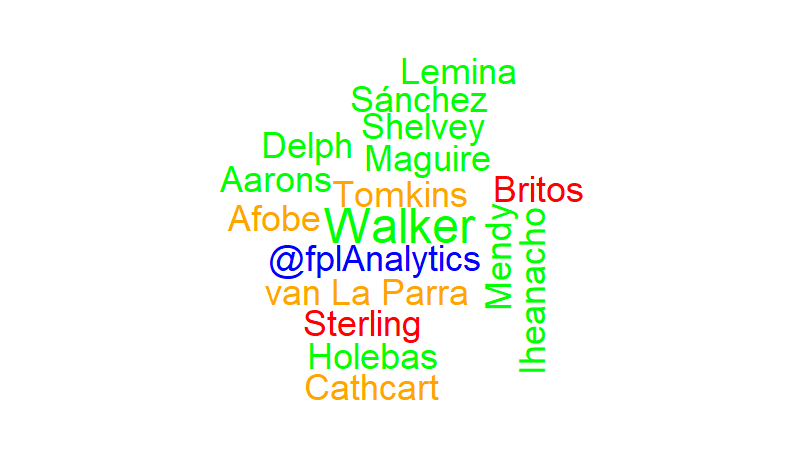 Lemina
Sánchez
Shelvey
Delph
Maguire
Aarons
Tomkins
Britos
Afobe
Walker
Mendy
Iheanacho
@fplAnalytics
van La Parra
Sterling
Holebas
Cathcart